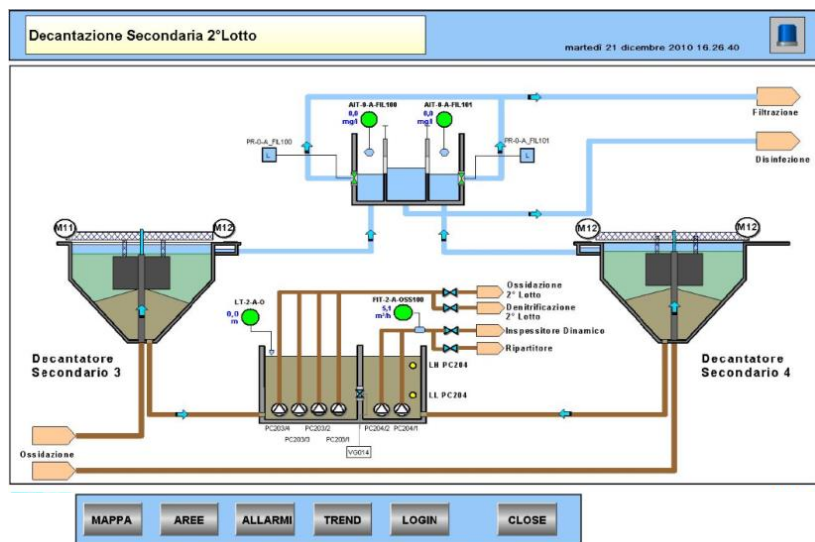 Decantazione Secondaria 2°Lotto
martedì 21 dicembre 2010 16.26.40
AIT-0-A-FIL100
0,0
mg/l
AIT-0-A-FIL101
0,0
mg/l
Filtrazione
PR-0-A_FIL100
L
PR-0-A_FIL101
L
Disinfezione
M11
M12
M12
M12
LT-2-A-O
0,0
m
FIT-2-A-OSS100
5,1
m³/h
Ossidazione
2° Lotto
Denitrificazione
2° Lotto
Inspessitore Dinamico
Ripartitore
Decantatore
Secondario 3
Decantatore
Secondario 4
LH PC204
LL PC204
PC203/4
PC203/3
PC203/2
PC203/1
PC204/2
PC204/1
VG014
Ossidazione
MAPPA
AREE
ALLARMI
TREND
LOGIN
CLOSE